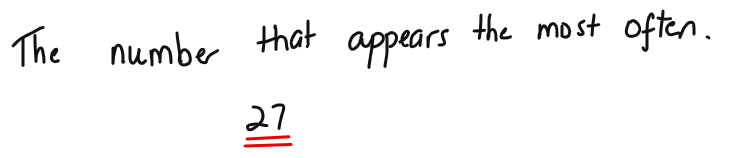 The number that appears the most often.
27